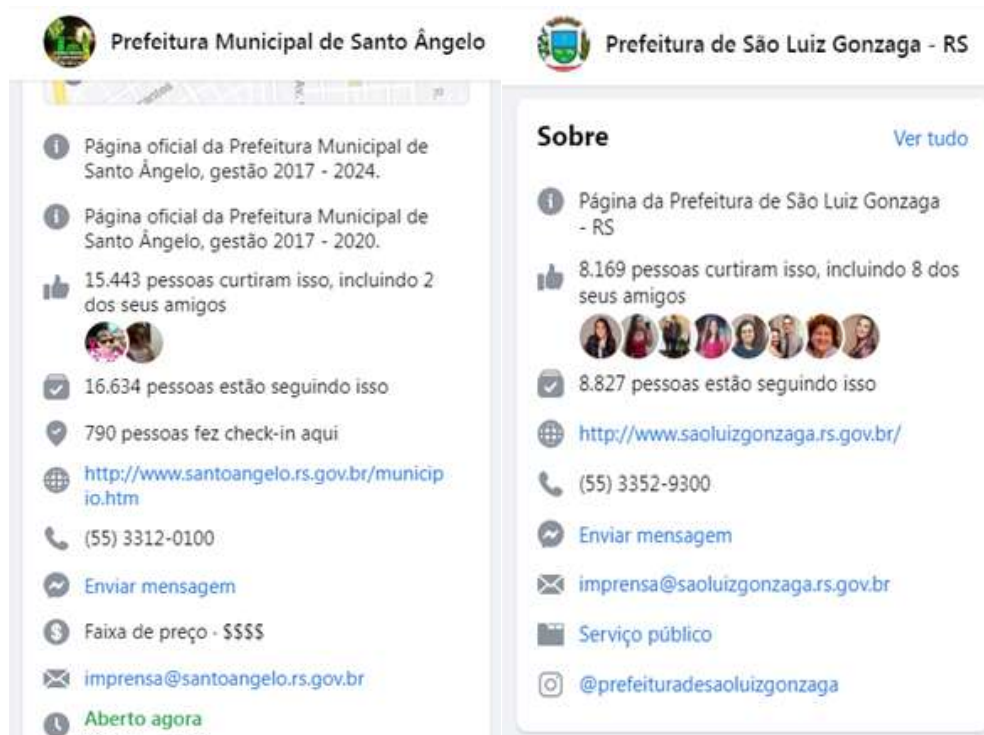 Prefeitura Municipal de Santo Ângelo
Página oficial da Prefeitura Municipal de
Santo Ângelo, gestão 2017 - 2024.
Página oficial da Prefeitura Municipal de
Santo Ângelo, gestão 2017 - 2020.
15.443 pessoas curtiram isso, incluindo 2
dos seus amigos
16.634 pessoas estão seguindo isso
790 pessoas fez check-in aqui
http://www.santoangelo.rs.gov.br/municip
io.htm
(55) 3312-0100
Enviar mensagem
Faixa de preço · $$$$
imprensa@santoangelo.rs.gov.br
Aberto agora
Prefeitura de São Luiz Gonzaga - RS
Sobre
Ver tudo
Página da Prefeitura de São Luiz Gonzaga
- RS
8.169 pessoas curtiram isso, incluindo 8 dos
seus amigos
8.827 pessoas estão seguindo isso
http://www.saoluizgonzaga.rs.gov.br/
(55) 3352-9300
Enviar mensagem
imprensa@saoluizgonzaga.rs.gov.br
Serviço público
@prefeituradesaoluizgonzaga